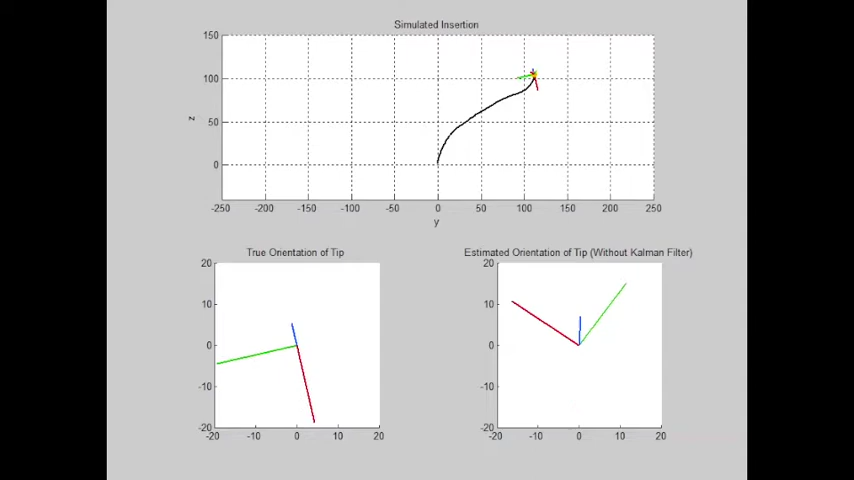 Simulated Insertion
150
100
50
0
z
-250 -200 -150 -100 -50 0 50 100 150 200 250
y
True Orientation of Tip
20
10
0
-10
-20
-20 -10 0 10 20
Estimated Orientation of Tip (Without Kalman Filter)
20
10
0
-10
-20
-20 -10 0 10 20